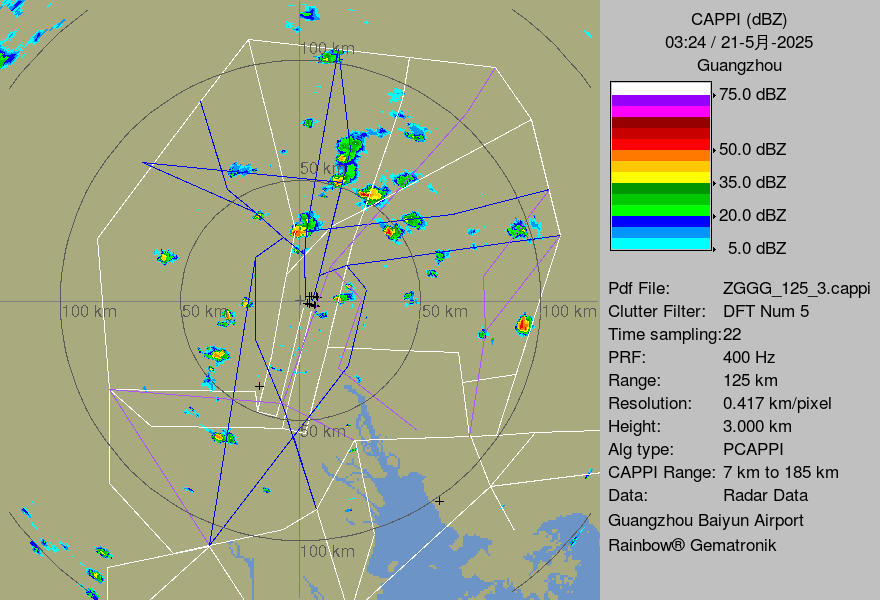 CAPPI (dBZ)
03:24 / 21-5月-2025
Guangzhou
75.0 dBZ
50.0 dBZ
35.0 dBZ
20.0 dBZ
5.0 dBZ
100 km
50 km
100 km
50 km
50 km
100 km
50 km
100 km
Pdf File: ZGGG_125_3.cappi
Clutter Filter: DFT Num 5
Time sampling:22
PRF: 400 Hz
Range: 125 km
Resolution: 0.417 km/pixel
Height: 3.000 km
Alg type: PCAPPI
CAPPI Range: 7 km to 185 km
Data: Radar Data
Guangzhou Baiyun Airport
Rainbow® Gematronik